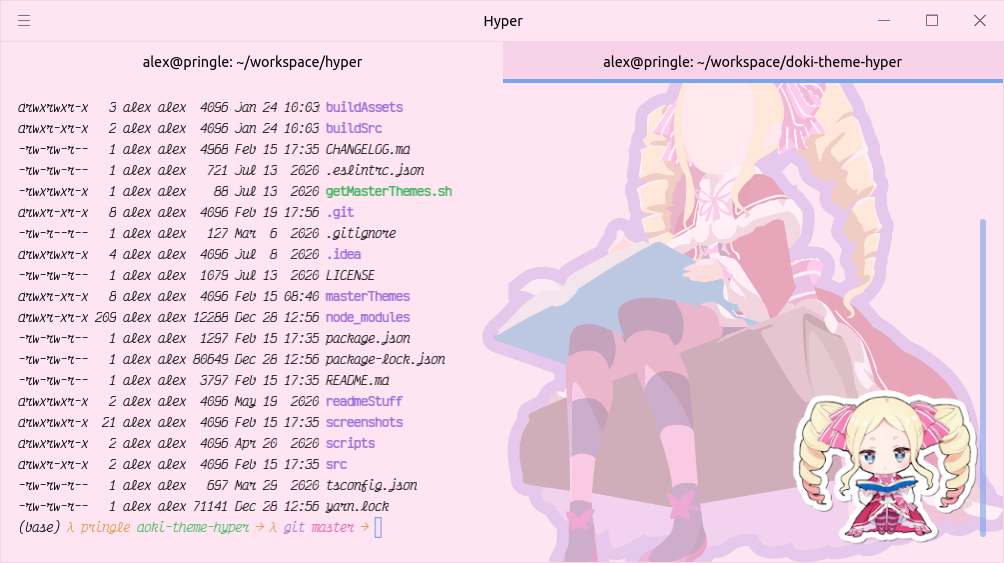 Hyper
alex@pringle: ~/workspace/hyper
alex@pringle: ~/workspace/doki-theme-hyper
drwxrwxr-x 3 alex alex 4096 Jan 24 10:03 buildAssets
drwxr-xr-x 2 alex alex 4096 Jan 24 10:03 buildSrc
-rw-rw-r-- 1 alex alex 4968 Feb 15 17:35 CHANGELOG.md
-rw-rw-r-- 1 alex alex 721 Jul 13 2020 .eslintrc.json
-rwxrwxr-x 1 alex alex 88 Jul 13 2020 getMasterThemes.sh
drwxr-xr-x 8 alex alex 4096 Feb 19 17:56 .git
-rw-r--r-- 1 alex alex 127 Mar 6 2020 .gitignore
drwxrwxr-x 4 alex alex 4096 Jul 8 2020 .idea
-rw-rw-r-- 1 alex alex 1079 Jul 13 2020 LICENSE
drwxr-xr-x 8 alex alex 4096 Feb 15 08:40 masterThemes
drwxr-xr-x 209 alex alex 12288 Dec 28 12:56 node_modules
-rw-rw-r-- 1 alex alex 1297 Feb 15 17:35 package.json
-rw-rw-r-- 1 alex alex 80649 Dec 28 12:56 package-lock.json
-rw-rw-r-- 1 alex alex 3797 Feb 15 17:35 README.md
drwxrwxr-x 2 alex alex 4096 May 19 2020 readmeStuff
drwxrwxr-x 21 alex alex 4096 Feb 15 17:35 screenshots
drwxrwxr-x 2 alex alex 4096 Apr 20 2020 scripts
drwxr-xr-x 2 alex alex 4096 Feb 15 17:35 src
-rw-rw-r-- 1 alex alex 697 Mar 29 2020 tsconfig.json
-rw-rw-r-- 1 alex alex 71141 Dec 28 12:56 yarn.lock
(base) λ pringle doki-theme-hyper → λ git master →